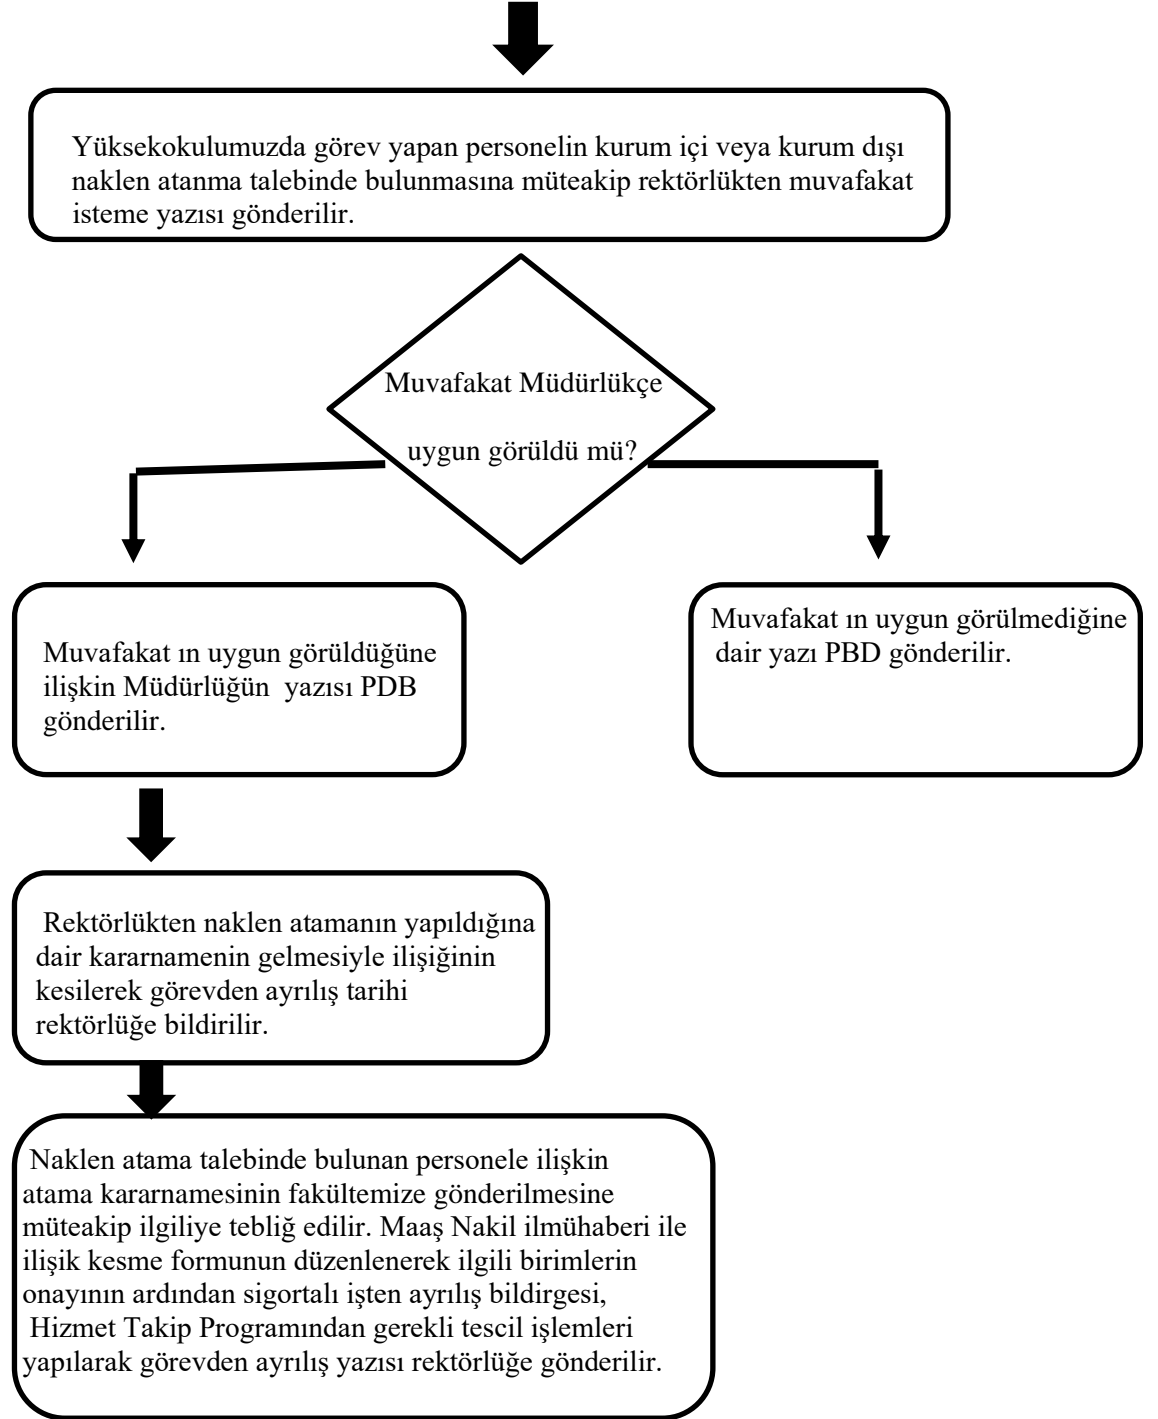 Yüksekokulumuzda görev yapan personelin kurum içi veya kurum dışı
naklen atanma talebinde bulunmasına müteakip rektörlükten muvafakat
isteme yazısı gönderilir.
Muvafakat Müdürlükçe
uygun görüldü mü?
Muvafakat ın uygun görüldüğüne
ilişkin Müdürlüğün yazısı PDB
gönderilir.
Muvafakat ın uygun görülmediğine
dair yazı PBD gönderilir.
Rektörlükten naklen atamanın yapıldığına
dair kararnamenin gelmesiyle ilişiğinin
kesilerek görevden ayrılış tarihi
rektörlüğe bildirilir.
Naklen atama talebinde bulunan personele ilişkin
atama kararnamesinin fakültemize gönderilmesine
müteakip ilgiliye tebliğ edilir. Maaş Nakil ilmühaberi ile
ilişik kesme formunun düzenlenerek ilgili birimlerin
onayının ardından sigortalı işten ayrılış bildirgesi,
Hizmet Takip Programından gerekli tescil işlemleri
yapılarak görevden ayrılış yazısı rektörlüğe gönderilir.